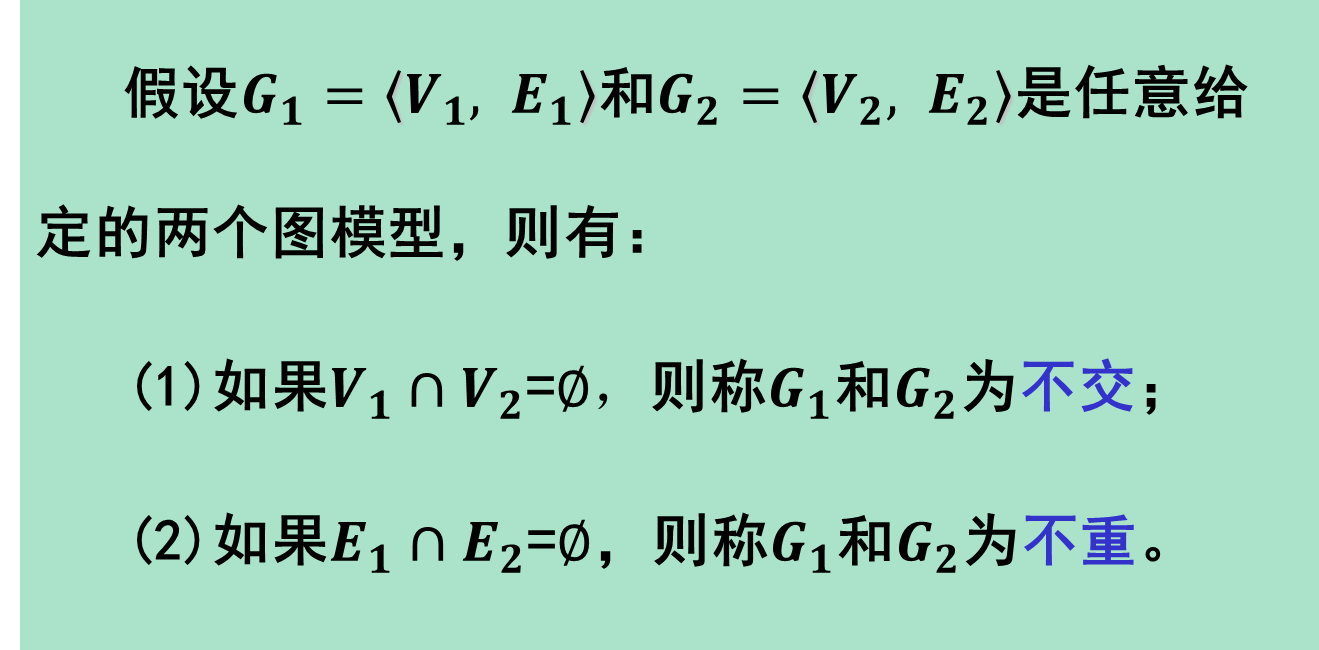 假设G₁ = ⟨V₁, E₁⟩和G₂ = ⟨V₂, E₂⟩是任意给
定的两个图模型，则有：
(1)如果V₁ ∩ V₂=∅，则称G₁和G₂为不交；
(2)如果E₁ ∩ E₂=∅，则称G₁和G₂为不重。